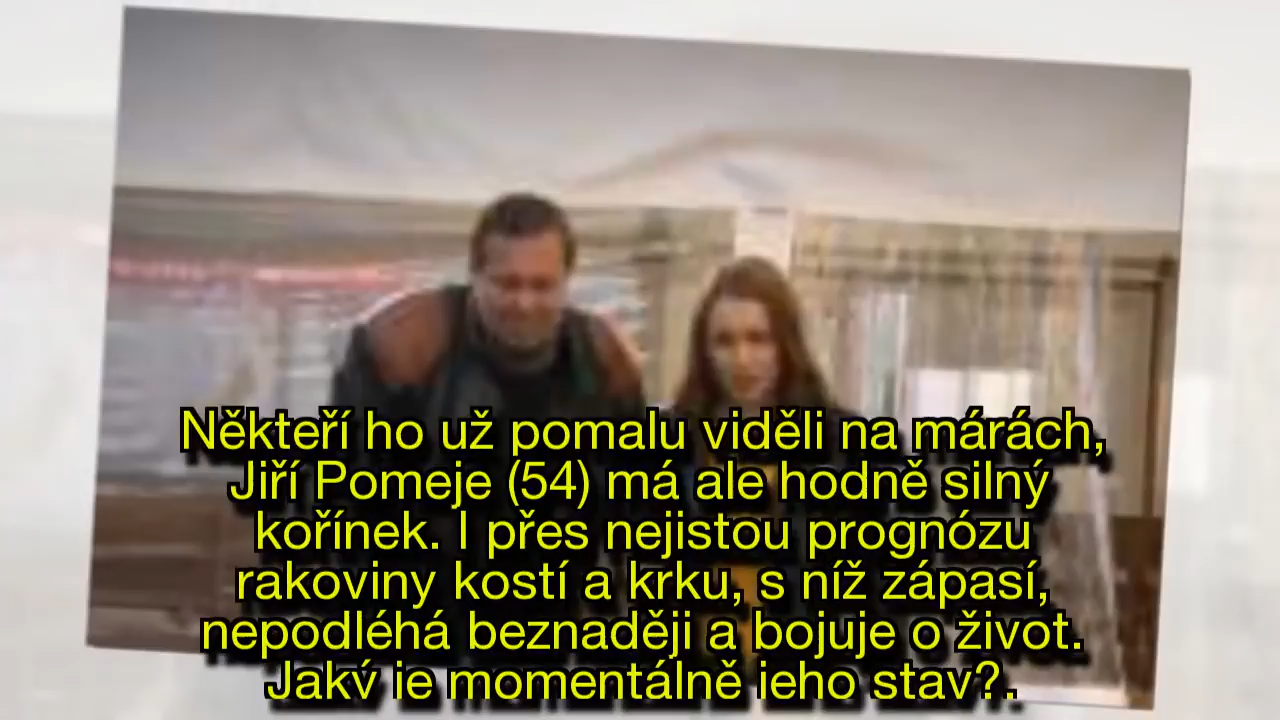 Někteří ho už pomalu viděli na márách,
Jiří Pomeje (54) má ale hodně silný
kořínek. I přes nejistou prognózu
rakoviny kostí a krku, s níž zápasí,
nepodléhá beznaději a bojuje o život.
Jaký je momentálně jeho stav?.